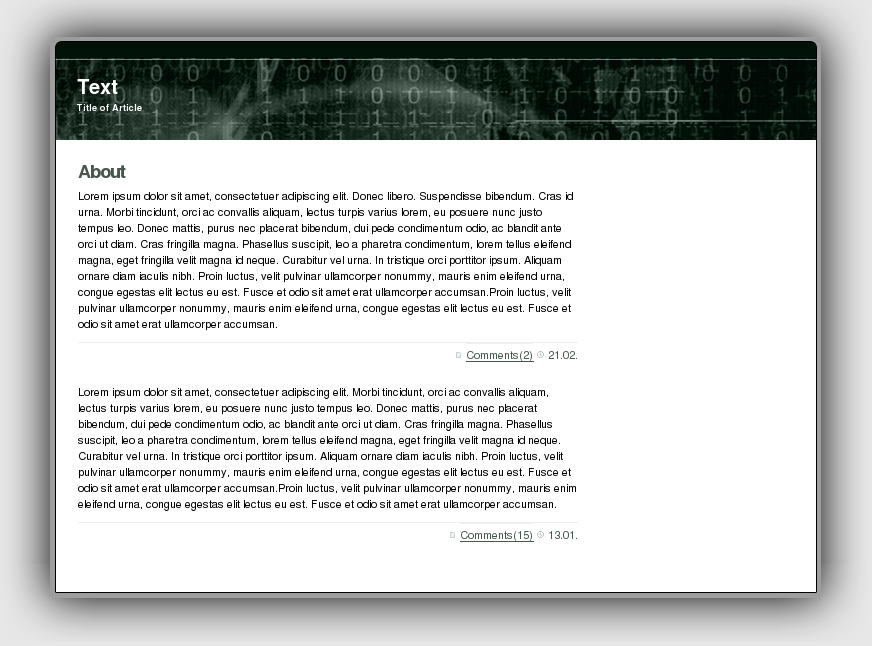 Text
Title of Article
About
Lorem ipsum dolor sit amet, consectetuer adipiscing elit. Donec libero. Suspendisse bibendum. Cras id
urna. Morbi tincidunt, orci ac convallis aliquam, lectus turpis varius lorem, eu posuere nunc justo
tempus leo. Donec mattis, purus nec placerat bibendum, dui pede condimentum odio, ac blandit ante
orci ut diam. Cras fringilla magna. Phasellus suscipit, leo a pharetra condimentum, lorem tellus eleifend
magna, eget fringilla velit magna id neque. Curabitur vel urna. In tristique orci porttitor ipsum. Aliquam
ornare diam iaculis nibh. Proin luctus, velit pulvinar ullamcorper nonummy, mauris enim eleifend urna,
congue egestas elit lectus eu est. Fusce et odio sit amet erat ullamcorper accumsan.Proin luctus, velit
pulvinar ullamcorper nonummy, mauris enim eleifend urna, congue egestas elit lectus eu est. Fusce et
odio sit amet erat ullamcorper accumsan.
Comments(2) 21.02.
Lorem ipsum dolor sit amet, consectetuer adipiscing elit. Morbi tincidunt, orci ac convallis aliquam,
lectus turpis varius lorem, eu posuere nunc justo tempus leo. Donec mattis, purus nec placerat
bibendum, dui pede condimentum odio, ac blandit ante orci ut diam. Cras fringilla magna. Phasellus
suscipit, leo a pharetra condimentum, lorem tellus eleifend magna, eget fringilla velit magna id neque.
Curabitur vel urna. In tristique orci porttitor ipsum. Aliquam ornare diam iaculis nibh. Proin luctus, velit
pulvinar ullamcorper nonummy, mauris enim eleifend urna, congue egestas elit lectus eu est. Fusce et
odio sit amet erat ullamcorper accumsan.Proin luctus, velit pulvinar ullamcorper nonummy, mauris enim
eleifend urna, congue egestas elit lectus eu est. Fusce et odio sit amet erat ullamcorper accumsan.
Comments(15) 13.01.